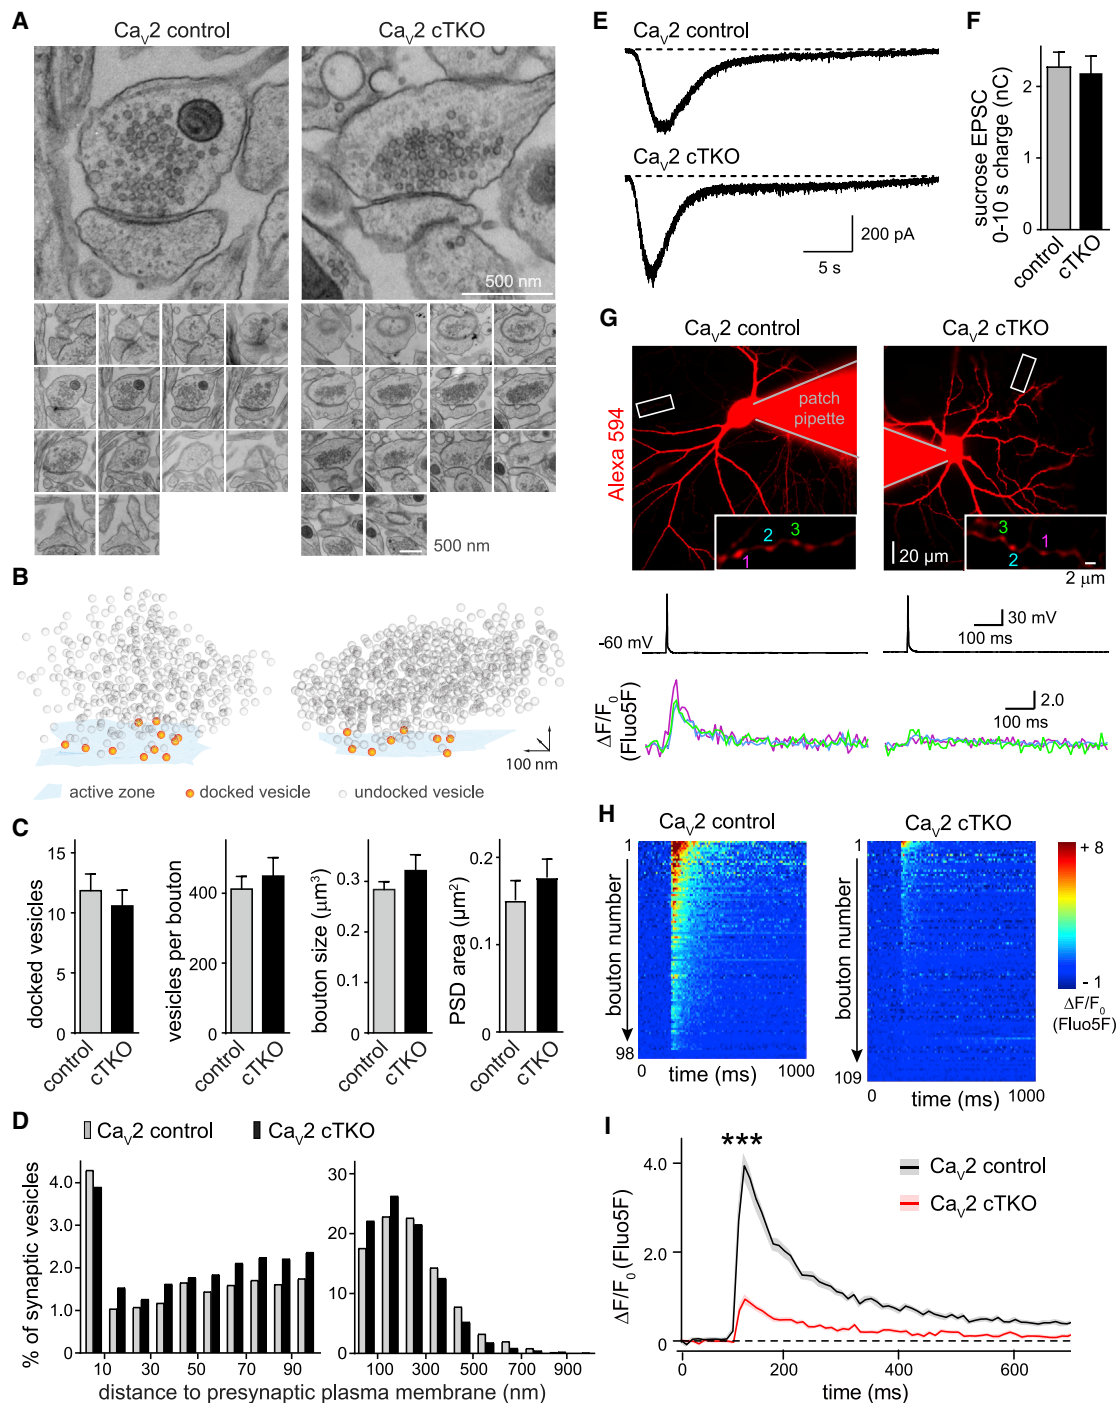 A
Cav2 control
Cav2 cTKO
500 nm
500 nm
B
100 nm
active zone
docked vesicle
undocked vesicle
C
docked vesicles
15
10
5
0
control
cTKO
vesicles per bouton
400
200
0
control
cTKO
bouton size (μm³)
0.3
0.2
0.1
0
control
cTKO
PSD area (μm²)
0.2
0.1
0
control
cTKO
D
Cav2 control
Cav2 cTKO
% of synaptic vesicles
4.0
3.0
2.0
1.0
0
10
30
50
70
90
30
20
10
0
100
300
500
700
900
distance to presynaptic plasma membrane (nm)
E
Cav2 control
Cav2 cTKO
200 pA
5 s
F
sucrose EPSC
0-10 s charge (nC)
2
1
0
control
cTKO
G
Cav2 control
Cav2 cTKO
Alexa 594
patch
pipette
1
2
3
20 μm
3
1
2
2 μm
-60 mV
30 mV
100 ms
ΔF/F₀
(Fluo5F)
2.0
100 ms
H
Cav2 control
Cav2 cTKO
bouton number
1
98
0
1000
time (ms)
bouton number
1
109
0
1000
time (ms)
+ 8
- 1
ΔF/F₀
(Fluo5F)
I
***
Cav2 control
Cav2 cTKO
ΔF/F₀ (Fluo5F)
4.0
2.0
0
0
200
400
600
time (ms)